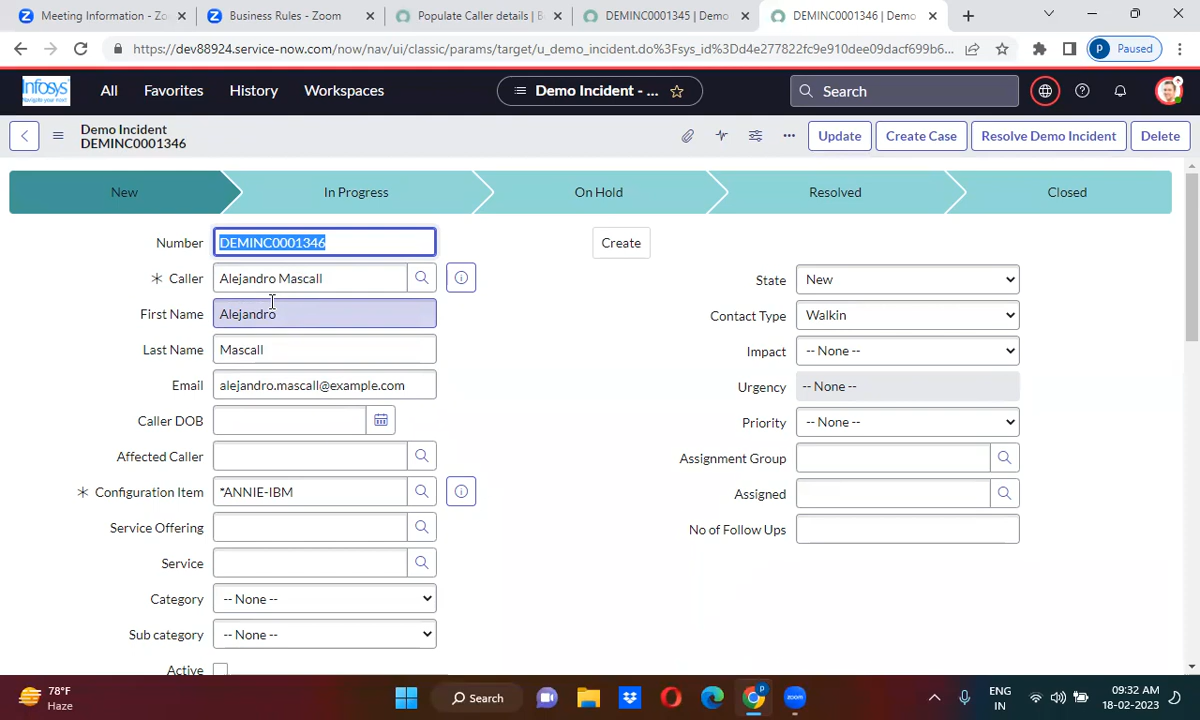 Meeting Information - Zo
Business Rules - Zoom
Populate Caller details | B
DEMINC0001345 | Demo
DEMINC0001346 | Demo
https://dev88924.service-now.com/now/nav/ui/classic/params/target/u_demo_incident.do%3Fsys_id%3Dd4e277822fc9e910dee09dacf699b6...
P Paused
Infosys
Navigate your next
All
Favorites
History
Workspaces
Demo Incident - ...
Search
Demo Incident
DEMINC0001346
Update
Create Case
Resolve Demo Incident
Delete
New
In Progress
On Hold
Resolved
Closed
Number DEMINC0001346
Create
Caller Alejandro Mascall
State New
First Name Alejandro
Contact Type Walkin
Last Name Mascall
Impact -- None --
Email alejandro.mascall@example.com
Urgency -- None --
Caller DOB
Priority -- None --
Affected Caller
Assignment Group
Configuration Item *ANNIE-IBM
Assigned
Service Offering
No of Follow Ups
Service
Category -- None --
Sub category -- None --
Active
78°F
Haze
Search
P
zoom
ENG
IN
09:32 AM
18-02-2023